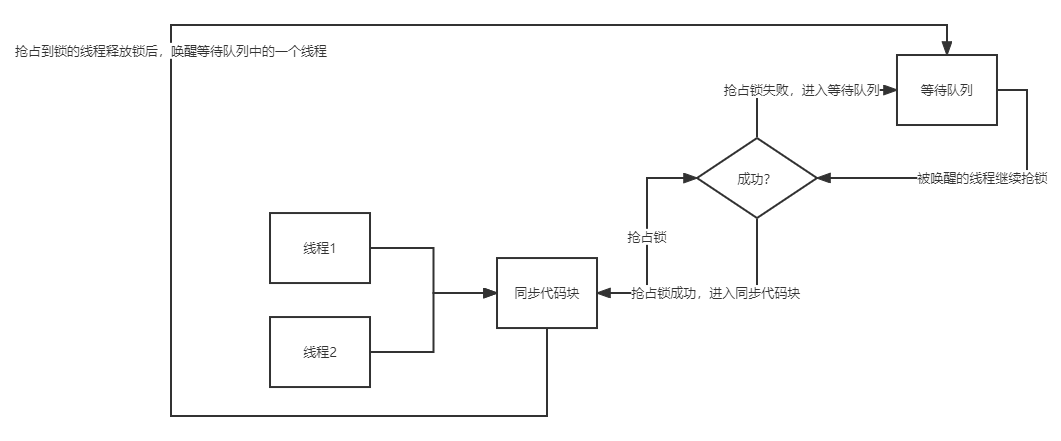 抢占到锁的线程释放锁后，唤醒等待队列中的一个线程
抢占锁失败，进入等待队列
等待队列
成功?
被唤醒的线程继续抢锁
抢占锁
线程1
同步代码块
抢占锁成功，进入同步代码块
线程2